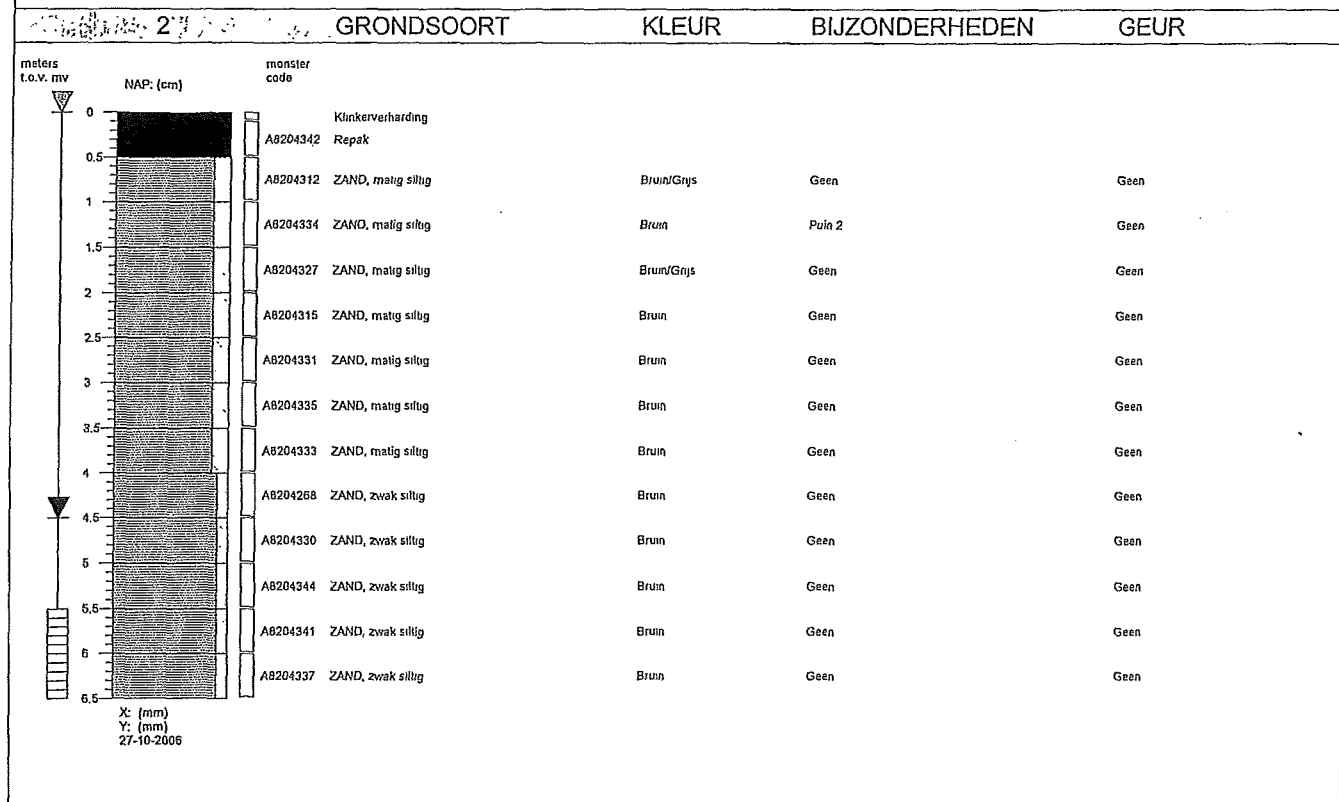 2 GRONDSOORT KLEUR BIJZONDERHEDEN GEUR
meters monster
t.o.v. mv NAP: (cm) code
0 Klinkerverharding
A8204342 Repak
0.5
A8204312 ZAND, matig siltig Bruin/Grijs Geen Geen
1
A8204334 ZAND, matig siltig Bruin Puin 2 Geen
1.5
A8204327 ZAND, matig siltig Bruin/Grijs Geen Geen
2
A8204315 ZAND, matig siltig Bruin Geen Geen
2.5
A8204331 ZAND, matig siltig Bruin Geen Geen
3
A8204335 ZAND, matig siltig Bruin Geen Geen
3.5
A8204333 ZAND, matig siltig Bruin Geen Geen
4
A8204268 ZAND, zwak siltig Bruin Geen Geen
4.5
A8204330 ZAND, zwak siltig Bruin Geen Geen
5
A8204344 ZAND, zwak siltig Bruin Geen Geen
5.5
A8204341 ZAND, zwak siltig Bruin Geen Geen
6
A8204337 ZAND, zwak siltig Bruin Geen Geen
6.5
X: (mm)
Y: (mm)
27-10-2006